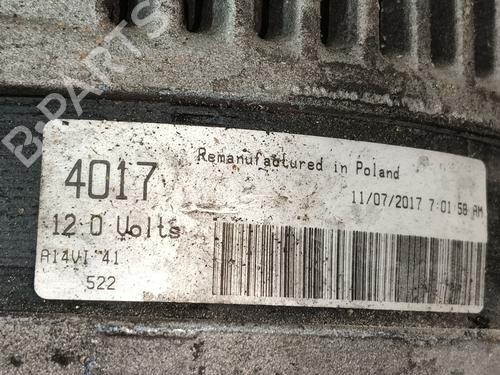 B-PARTS
Remanufactured in Poland
4017
11/07/2017 7:01:58 AM
12.0 Volts
A14VI 41
522